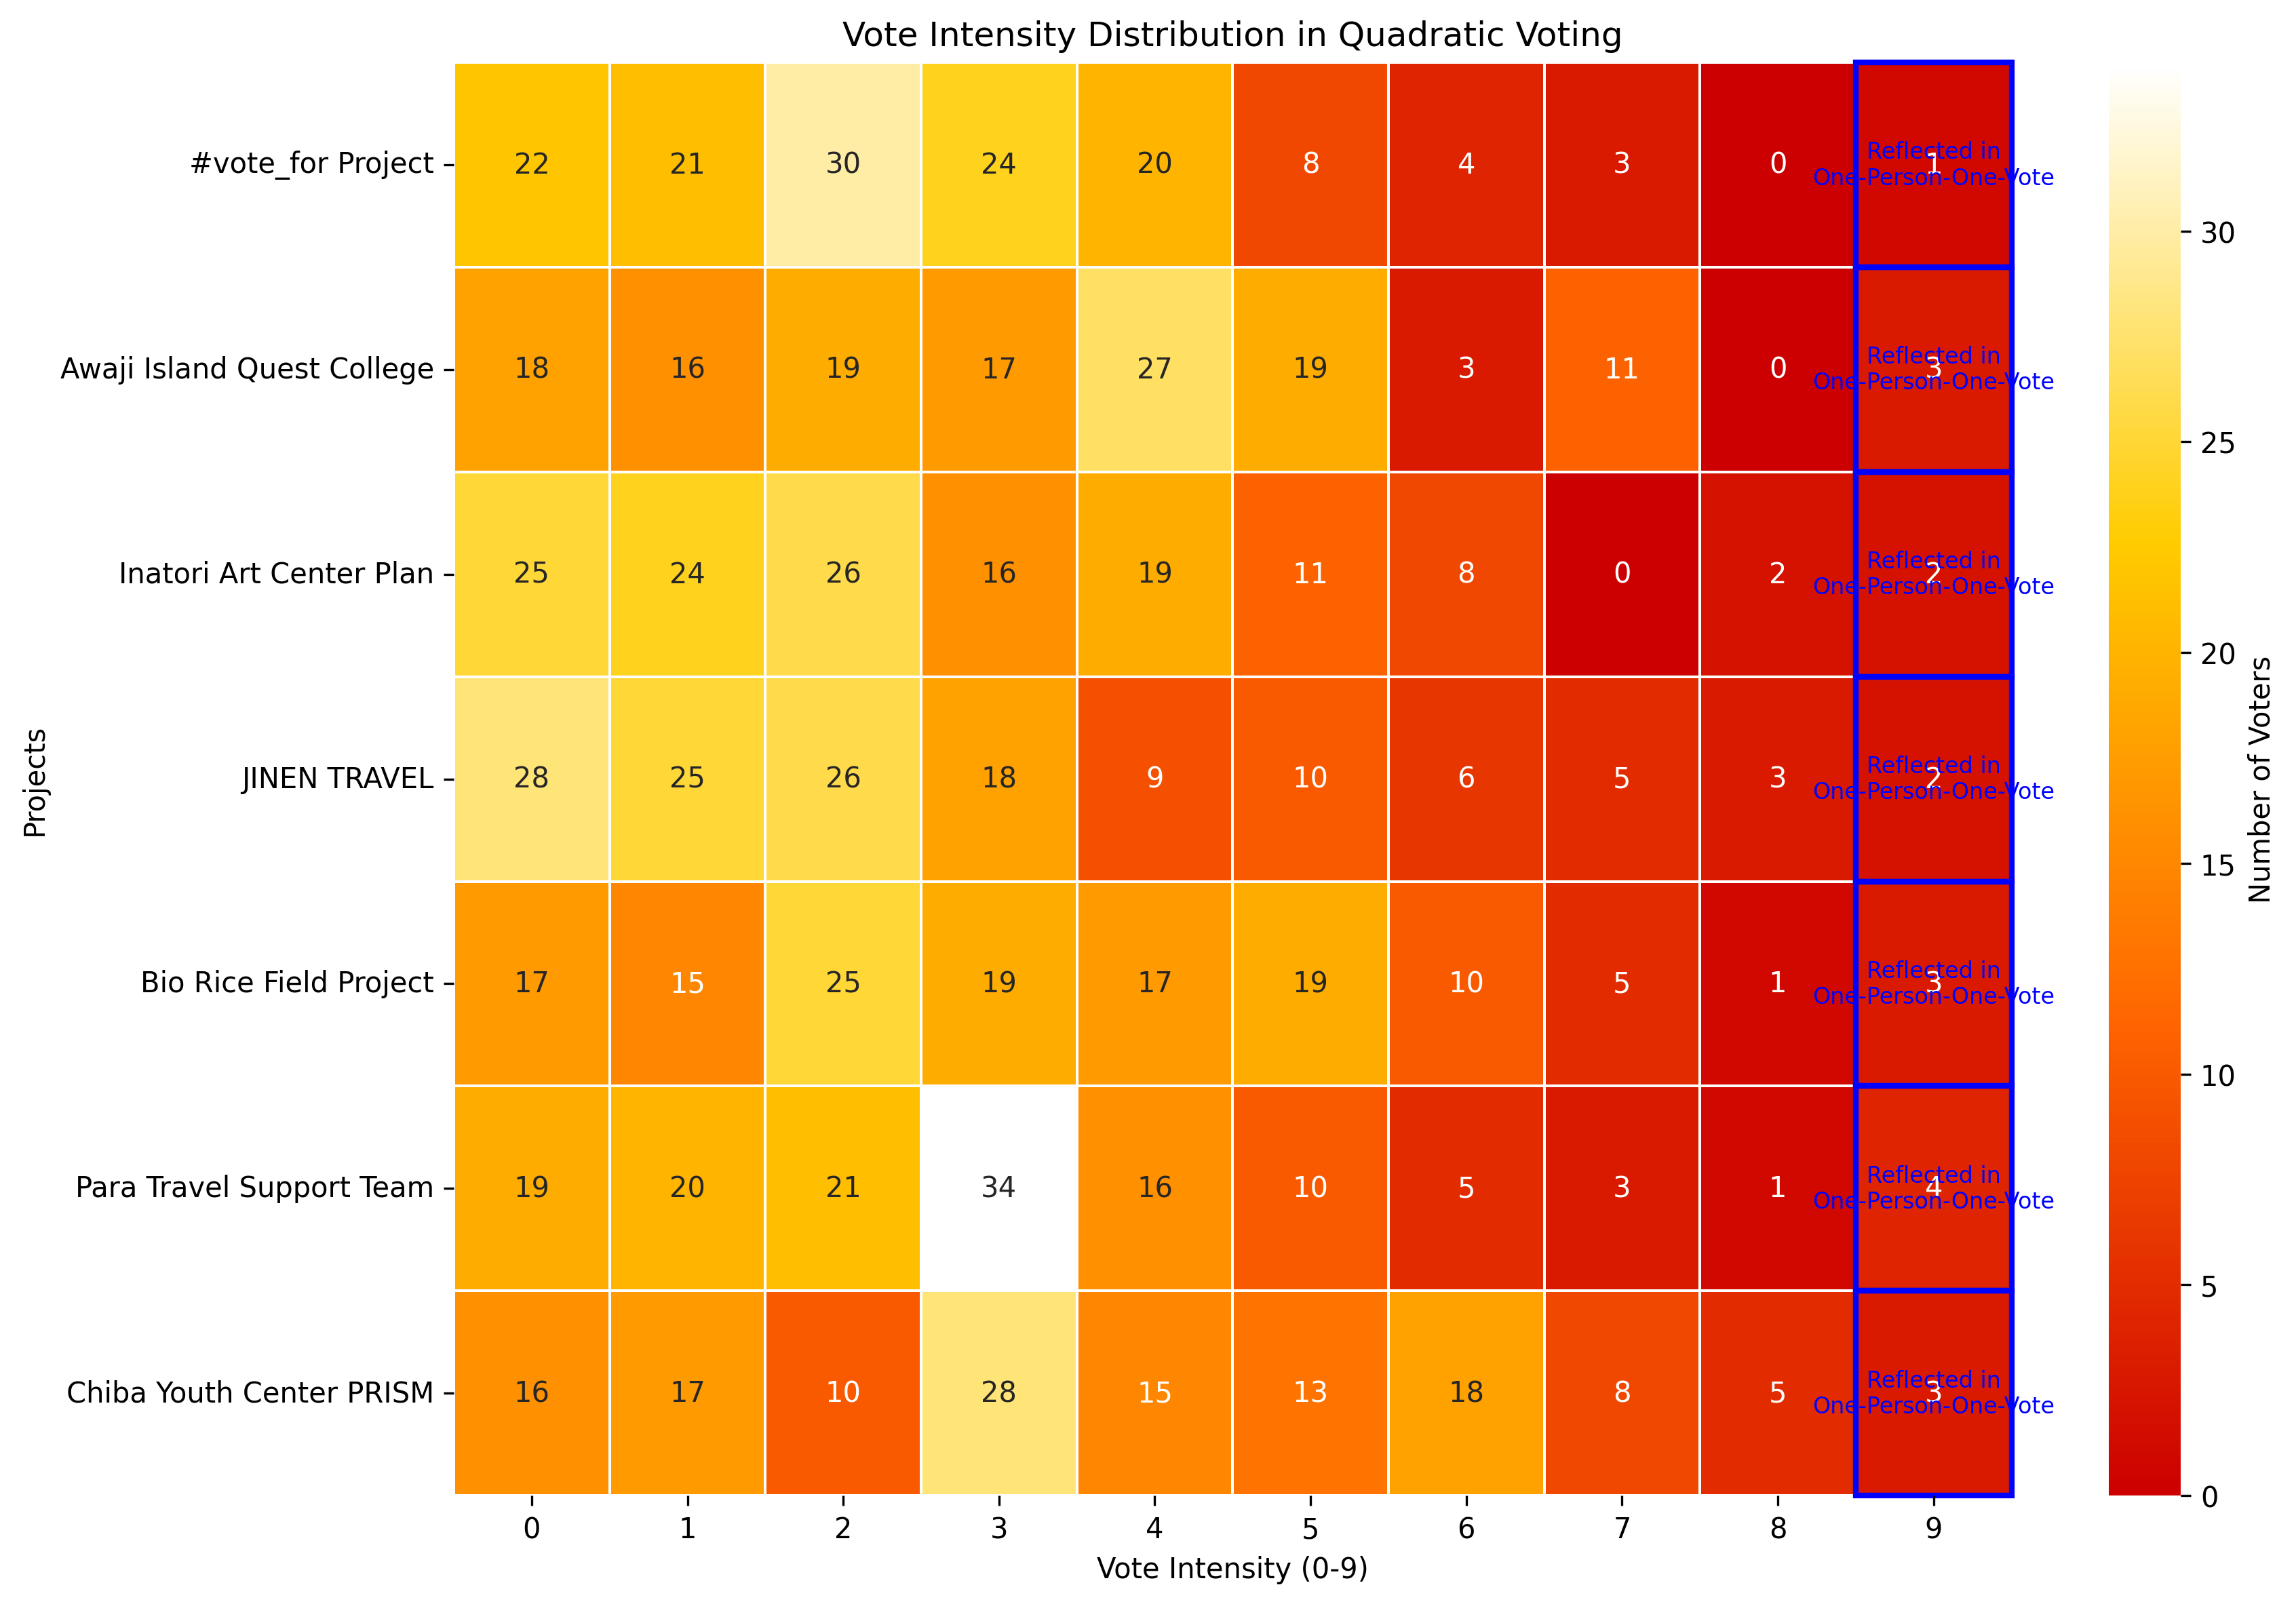 Vote Intensity Distribution in Quadratic Voting
#vote_for Project
22 21 30 24 20 8 4 3 0 1
Reflected in
One-Person-One-Vote
Awaji Island Quest College
18 16 19 17 27 19 3 11 0 3
Reflected in
One-Person-One-Vote
Inatori Art Center Plan
25 24 26 16 19 11 8 0 2 2
Reflected in
One-Person-One-Vote
JINEN TRAVEL
28 25 26 18 9 10 6 5 3 2
Reflected in
One-Person-One-Vote
Bio Rice Field Project
17 15 25 19 17 19 10 5 1 3
Reflected in
One-Person-One-Vote
Para Travel Support Team
19 20 21 34 16 10 5 3 1 4
Reflected in
One-Person-One-Vote
Chiba Youth Center PRISM
16 17 10 28 15 13 18 8 5 3
Reflected in
One-Person-One-Vote
0 1 2 3 4 5 6 7 8 9
Vote Intensity (0-9)
Projects
30
25
20
15
10
5
0
Number of Voters